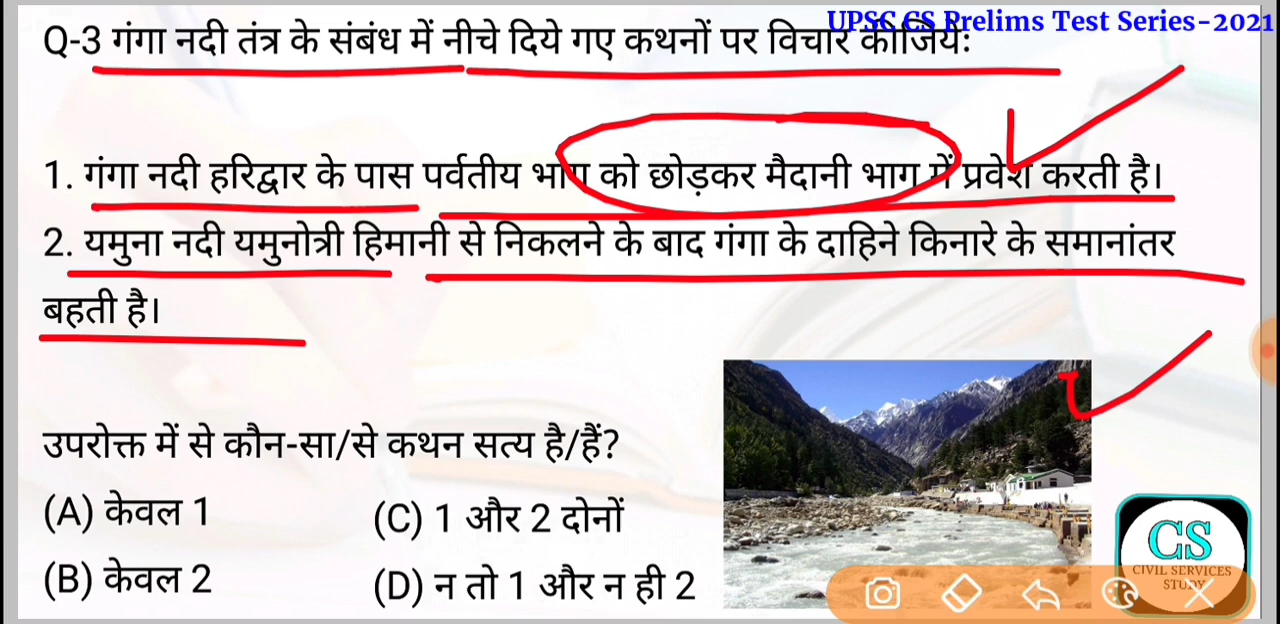 UPSC CS Prelims Test Series-2021
Q-3 गंगा नदी तंत्र के संबंध में नीचे दिये गए कथनों पर विचार कीजियेः
1. गंगा नदी हरिद्वार के पास पर्वतीय भाग को छोड़कर मैदानी भाग में प्रवेश करती है।
2. यमुना नदी यमुनोत्री हिमानी से निकलने के बाद गंगा के दाहिने किनारे के समानांतर
बहती है।
उपरोक्त में से कौन-सा/से कथन सत्य है/हैं?
(A) केवल 1
(C) 1 और 2 दोनों
(B) केवल 2
(D) न तो 1 और न ही 2
CS
CIVIL SERVICES
STUDY